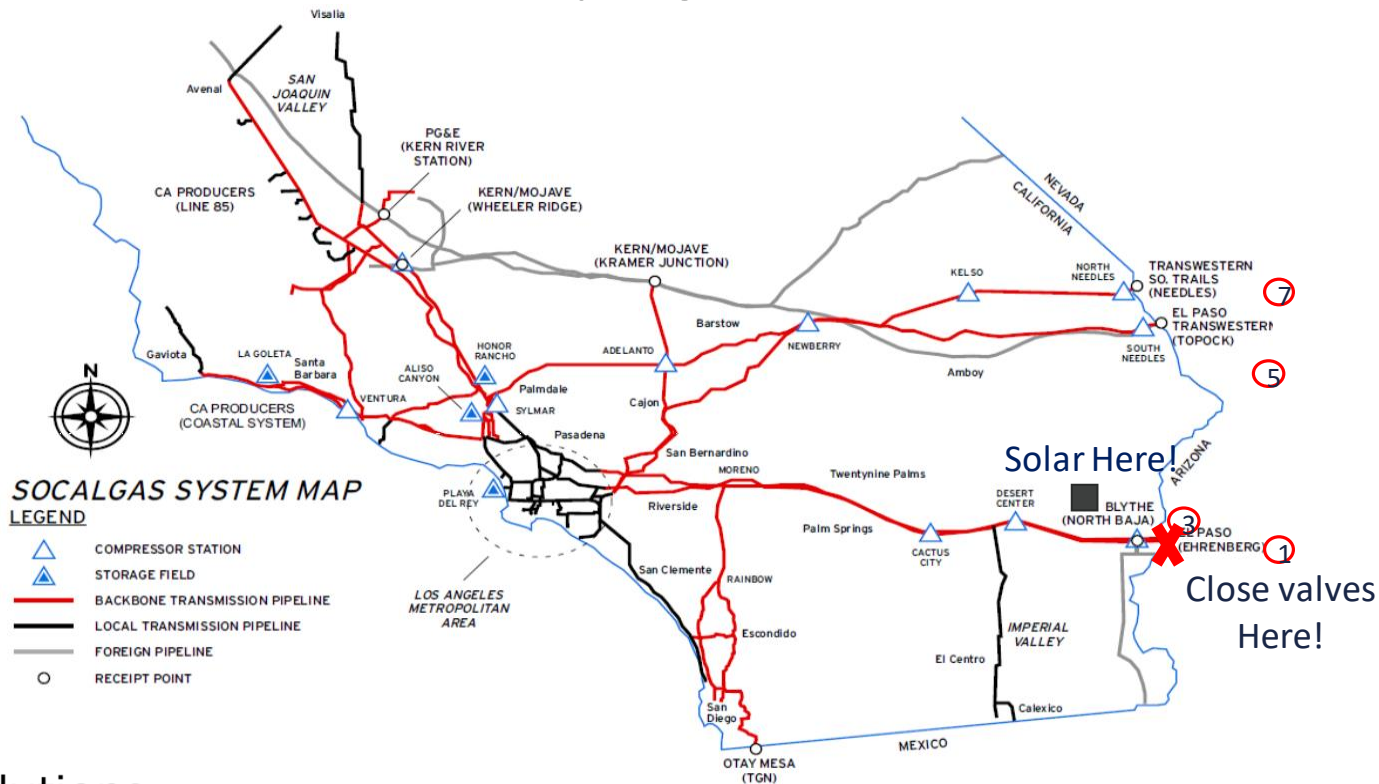 Visalia
Avenal
SAN
JOAQUIN
VALLEY
PG&E
(KERN RIVER
STATION)
CA PRODUCERS
(LINE 85)
KERN/MOJAVE
(WHEELER RIDGE)
KERN/MOJAVE
(KRAMER JUNCTION)
NEVADA
CALIFORNIA
KELSO
NORTH
NEEDLES
TRANSWESTERN
SO. TRAILS
(NEEDLES)
7
EL PASO
TRANSWESTERN
(TOPOCK)
Barstow
NEWBERRY
SOUTH
NEEDLES
Amboy
5
Gaviota
LA GOLETA
Santa
Barbara
HONOR
RANCHO
ALISO
CANYON
ADELANTO
Palmdale
SYLMAR
Cajon
N
VENTURA
CA PRODUCERS
(COASTAL SYSTEM)
Pasadena
San Bernardino
MORENO
Twentynine Palms
Solar Here!
ARIZONA
SOCALGAS SYSTEM MAP
LEGEND
COMPRESSOR STATION
STORAGE FIELD
BACKBONE TRANSMISSION PIPELINE
LOCAL TRANSMISSION PIPELINE
FOREIGN PIPELINE
RECEIPT POINT
PLAYA
DEL REY
Riverside
Palm Springs
DESERT
CENTER
BLYTHE
(NORTH BAJA)
3
EL PASO
(EHRENBERG)
1
CACTUS
CITY
Close valves
Here!
San Clemente
RAINBOW
LOS ANGELES
METROPOLITAN
AREA
Escondido
IMPERIAL
VALLEY
El Centro
San
Diego
Calexico
MEXICO
OTAY MESA
(TGN)